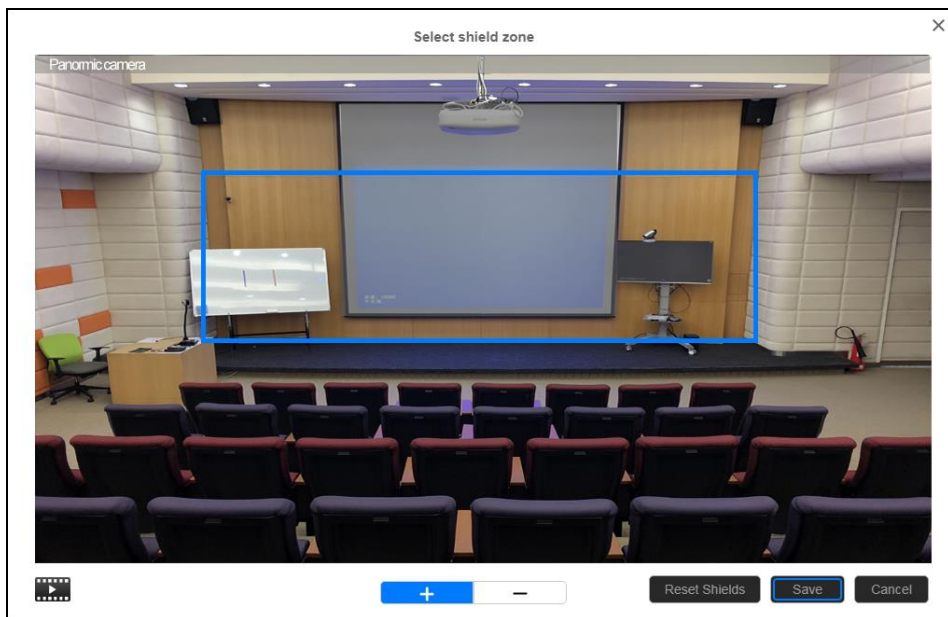 Select shield zone
×
Panormic camera
+
−
Reset Shields
Save
Cancel